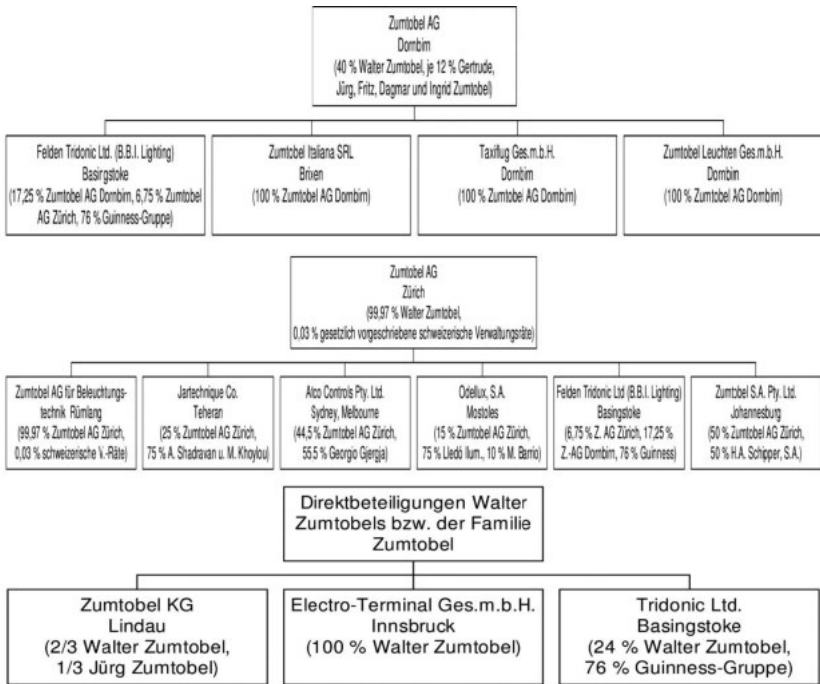 Zumtobel AG
Dornbirn
(40 % Walter Zumtobel, je 12 % Gertrude,
Jürg, Fritz, Dagmar und Ingrid Zumtobel)
Felden Tridonic Ltd. (B.B.I. Lighting)
Basingstoke
(17,25 % Zumtobel AG Dornbirn, 6,75 % Zumtobel
AG Zürich, 76 % Guinness-Gruppe)
Zumtobel Italiana SRL
Brixen
(100 % Zumtobel AG Dornbirn)
Taxiflug Ges.m.b.H.
Dornbirn
(100 % Zumtobel AG Dornbirn)
Zumtobel Leuchten Ges.m.b.H.
Dornbirn
(100 % Zumtobel AG Dornbirn)
Zumtobel AG
Zürich
(99,97 % Walter Zumtobel,
0,03 % gesetzlich vorgeschriebene schweizerische Verwaltungsräte)
Zumtobel AG für Beleuchtungs-
technik Rümlang
(99,97 % Zumtobel AG Zürich,
0,03 % schweizerische V.-Räte)
Jartechnique Co.
Teheran
(25 % Zumtobel AG Zürich,
75 % A. Shadravan u. M. Khoylou)
Atco Controls Pty. Ltd.
Sydney, Melbourne
(44,5 % Zumtobel AG Zürich,
55,5 % Georgio Gjergja)
Odellux, S.A.
Mostoles
(15 % Zumtobel AG Zürich,
75 % Lledó Ilum., 10 % M. Barrio)
Felden Tridonic Ltd (B.B.I. Lighting)
Basingstoke
(6,75 % Z. AG Zürich, 17,25 %
Z.-AG Dornbirn, 76 % Guinness)
Zumtobel S.A. Pty. Ltd.
Johannesburg
(50 % Zumtobel AG Zürich,
50 % H.A. Schipper, S.A.)
Direktbeteiligungen Walter
Zumtobels bzw. der Familie
Zumtobel
Zumtobel KG
Lindau
(2/3 Walter Zumtobel,
1/3 Jürg Zumtobel)
Electro-Terminal Ges.m.b.H.
Innsbruck
(100 % Walter Zumtobel)
Tridonic Ltd.
Basingstoke
(24 % Walter Zumtobel,
76 % Guinness-Gruppe)